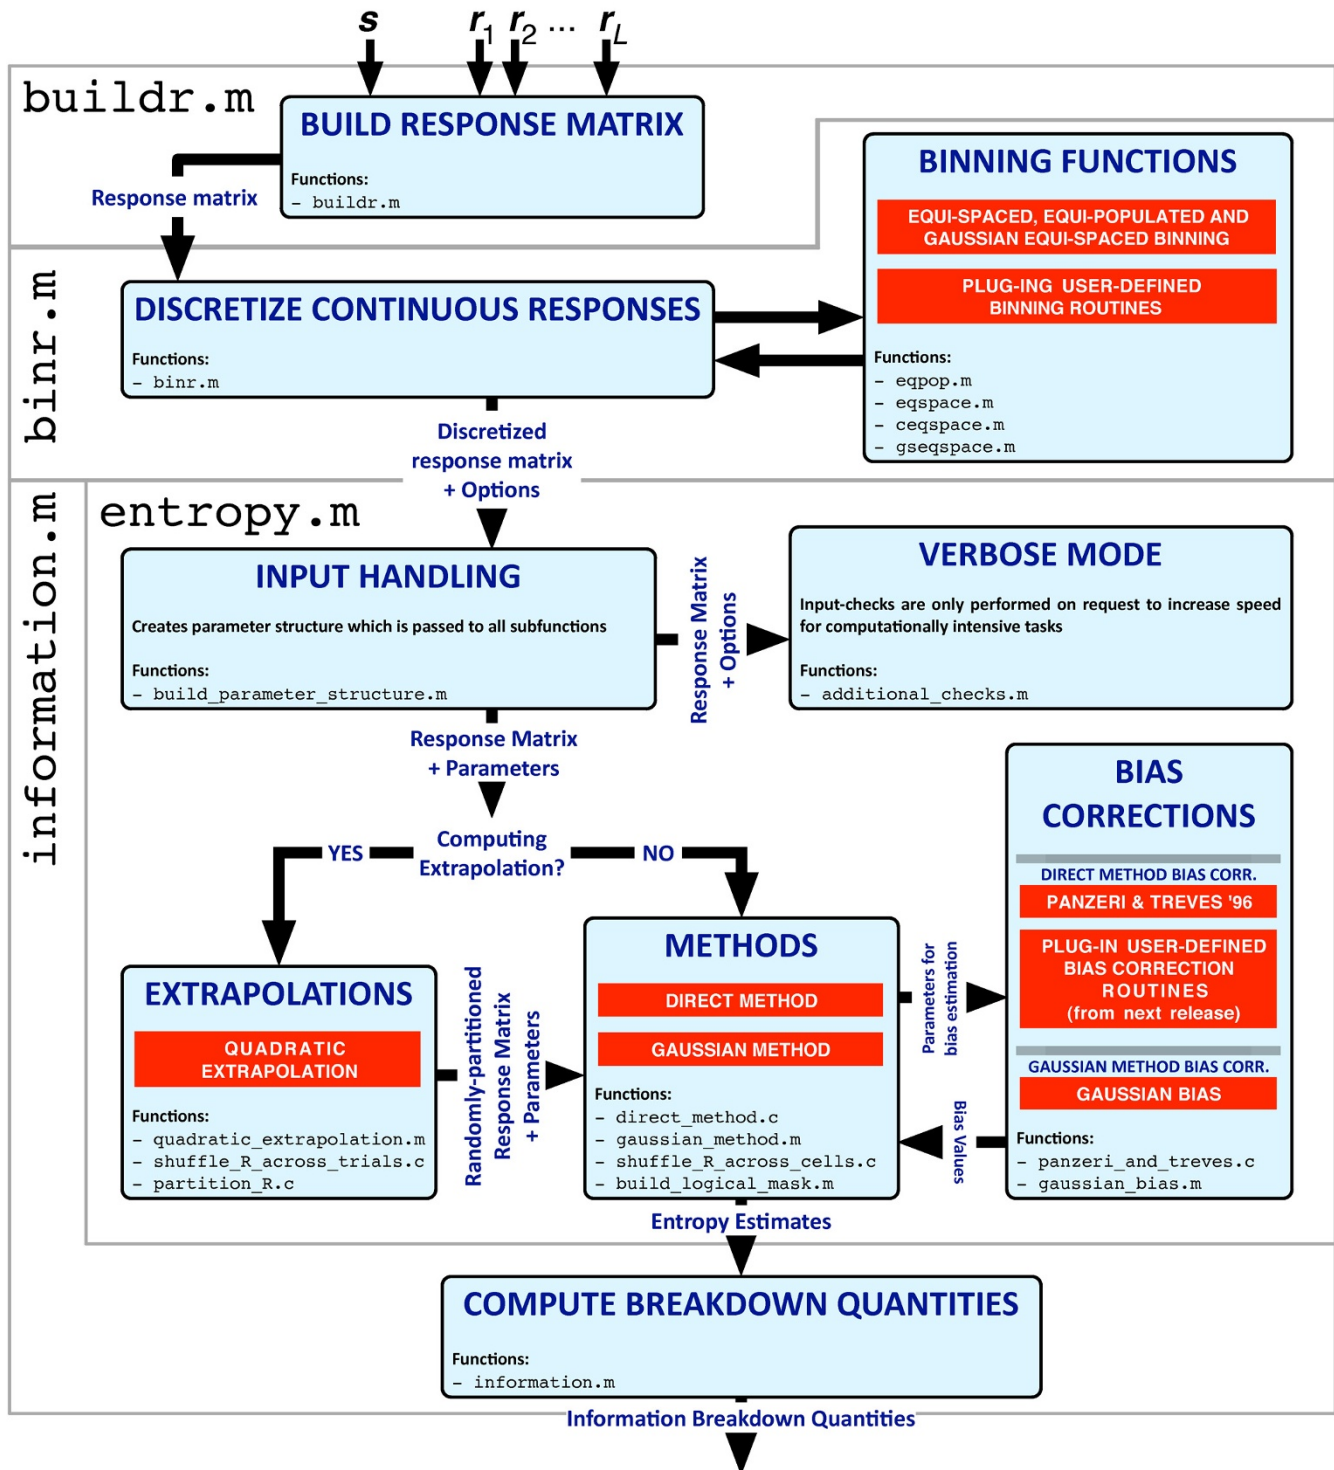 s r1 r2 ... rL
buildr.m
BUILD RESPONSE MATRIX
Functions:
- buildr.m
Response matrix
BINNING FUNCTIONS
EQUI-SPACED, EQUI-POPULATED AND
GAUSSIAN EQUI-SPACED BINNING
PLUG-ING USER-DEFINED
BINNING ROUTINES
Functions:
- eqpop.m
- eqspace.m
- ceqspace.m
- gseqspace.m
binr.m
DISCRETIZE CONTINUOUS RESPONSES
Functions:
- binr.m
Discretized
response matrix
+ Options
information.m
entropy.m
INPUT HANDLING
Creates parameter structure which is passed to all subfunctions
Functions:
- build_parameter_structure.m
Response Matrix
+ Options
VERBOSE MODE
Input-checks are only performed on request to increase speed
for computationally intensive tasks
Functions:
- additional_checks.m
Response Matrix
+ Parameters
Computing
Extrapolation?
YES
NO
EXTRAPOLATIONS
QUADRATIC
EXTRAPOLATION
Functions:
- quadratic_extrapolation.m
- shuffle_R_across_trials.c
- partition_R.c
Randomly-partitioned
Response Matrix
+ Parameters
METHODS
DIRECT METHOD
GAUSSIAN METHOD
Functions:
- direct_method.c
- gaussian_method.m
- shuffle_R_across_cells.c
- build_logical_mask.m
Parameters for
bias estimation
Bias Values
BIAS
CORRECTIONS
DIRECT METHOD BIAS CORR.
PANZERI & TREVES '96
PLUG-IN USER-DEFINED
BIAS CORRECTION
ROUTINES
(from next release)
GAUSSIAN METHOD BIAS CORR.
GAUSSIAN BIAS
Functions:
- panzeri_and_treves.c
- gaussian_bias.m
Entropy Estimates
COMPUTE BREAKDOWN QUANTITIES
Functions:
- information.m
Information Breakdown Quantities